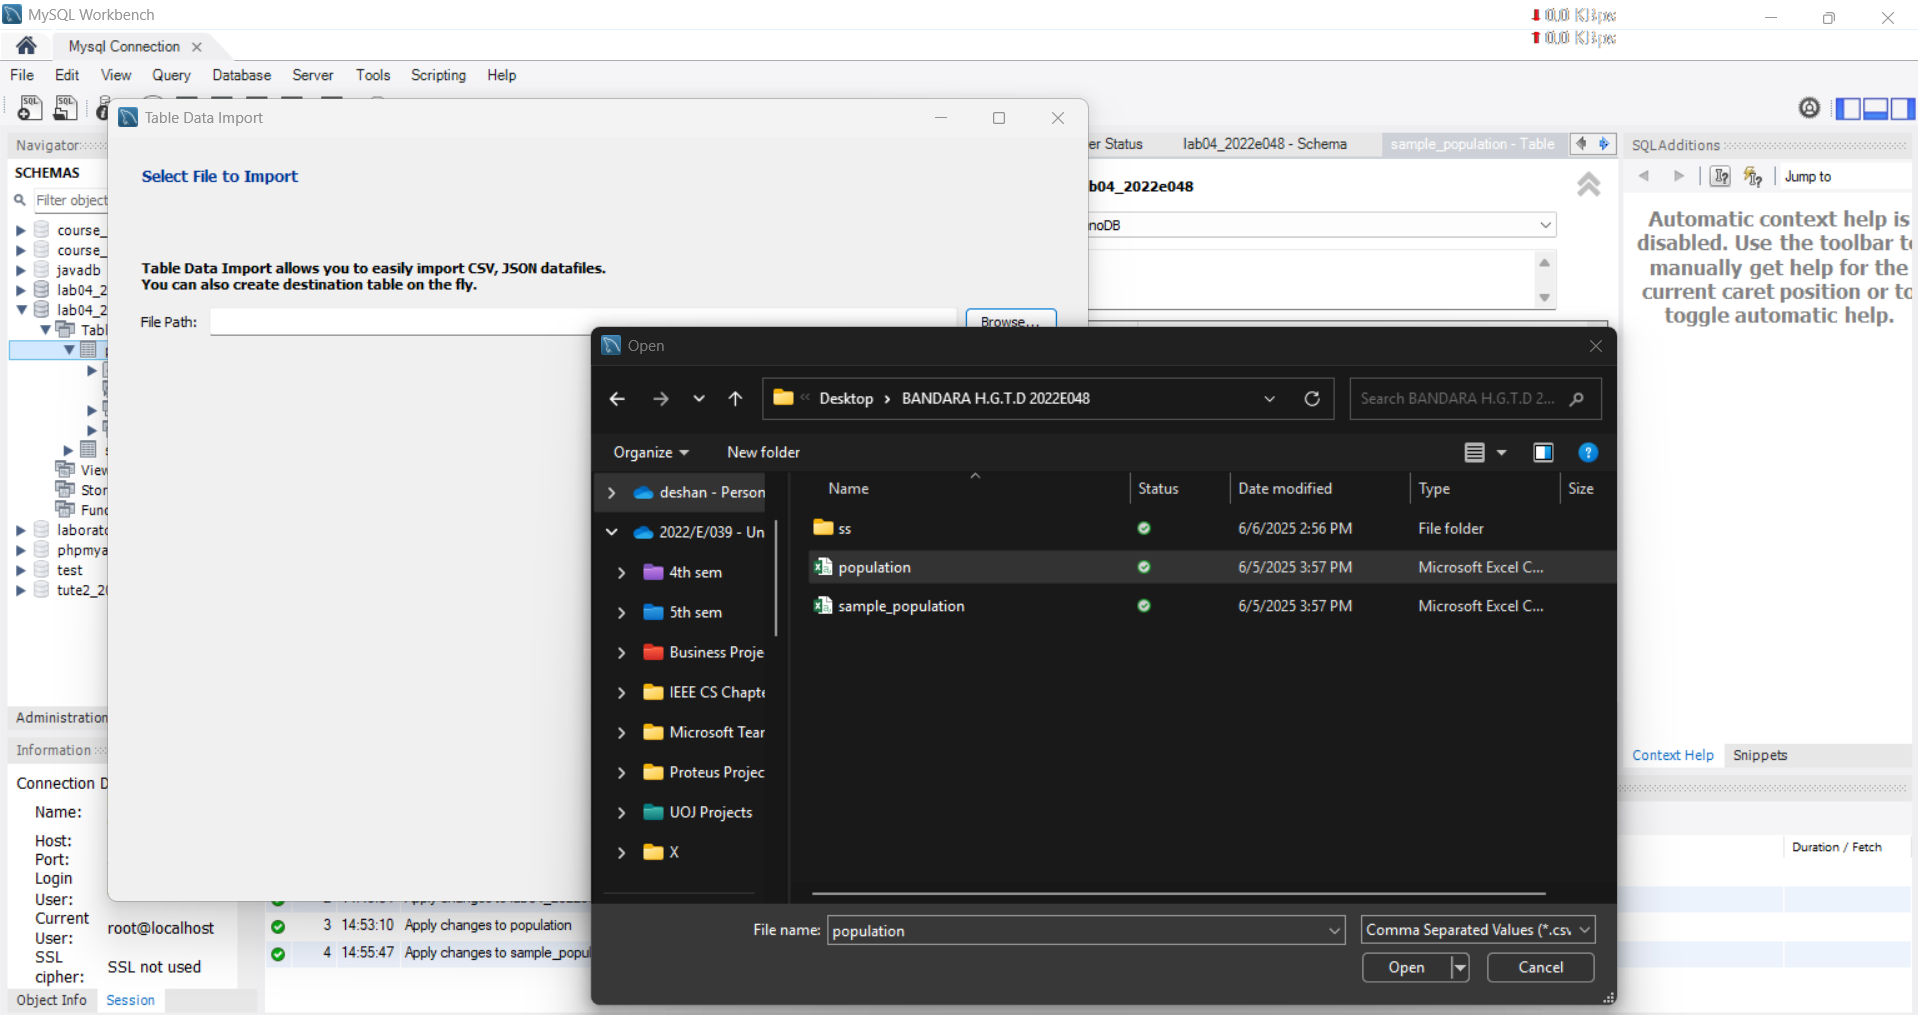 MySQL Workbench
0.0 KBps
0.0 KBps
Mysql Connection
File Edit View Query Database Server Tools Scripting Help
Table Data Import
Navigator
SCHEMAS
Filter object
course_
course_
javadb
lab04_2
lab04_2
Tabl
View
Stor
Func
laborato
phpmya
test
tute2_20
Administration
Information
Connection D
Name:
Host:
Port:
Login
User:
Current
User:
root@localhost
SSL
cipher:
SSL not used
Object Info Session
Select File to Import
Table Data Import allows you to easily import CSV, JSON datafiles.
You can also create destination table on the fly.
File Path:
Browse...
er Status lab04_2022e048 - Schema sample_population - Table
b04_2022e048
noDB
SQLAdditions
Jump to
Automatic context help is
disabled. Use the toolbar to
manually get help for the
current caret position or to
toggle automatic help.
Context Help Snippets
Duration / Fetch
3 14:53:10 Apply changes to population
4 14:55:47 Apply changes to sample_popul
Open
Desktop › BANDARA H.G.T.D 2022E048
Search BANDARA H.G.T.D 2...
Organize New folder
deshan - Person
2022/E/039 - Un
4th sem
5th sem
Business Proje
IEEE CS Chapte
Microsoft Tear
Proteus Projec
UOJ Projects
X
Name Status Date modified Type Size
ss 6/6/2025 2:56 PM File folder
population 6/5/2025 3:57 PM Microsoft Excel C...
sample_population 6/5/2025 3:57 PM Microsoft Excel C...
File name: population Comma Separated Values (*.csv
Open Cancel